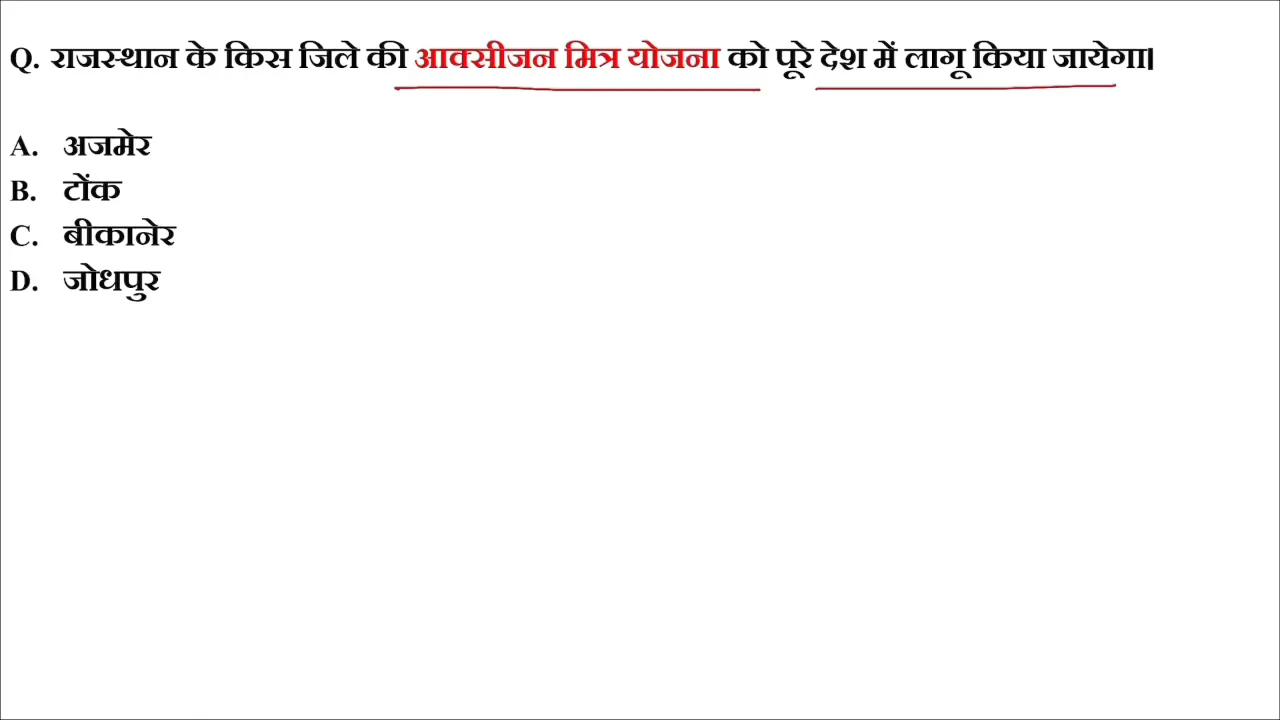 Q. राजस्थान के किस जिले की आक्सीजन मित्र योजना को पूरे देश में लागू किया जायेगा।
A. अजमेर
B. टोंक
C. बीकानेर
D. जोधपुर